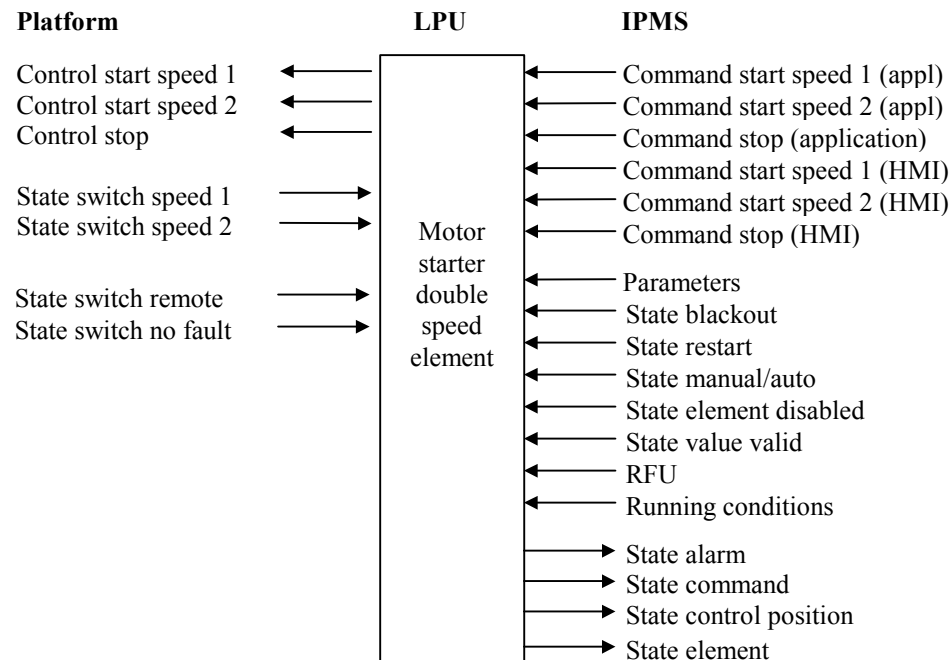 Platform
LPU
IPMS
Control start speed 1
Control start speed 2
Control stop
State switch speed 1
State switch speed 2
State switch remote
State switch no fault
Motor
starter
double
speed
element
Command start speed 1 (appl)
Command start speed 2 (appl)
Command stop (application)
Command start speed 1 (HMI)
Command start speed 2 (HMI)
Command stop (HMI)
Parameters
State blackout
State restart
State manual/auto
State element disabled
State value valid
RFU
Running conditions
State alarm
State command
State control position
State element